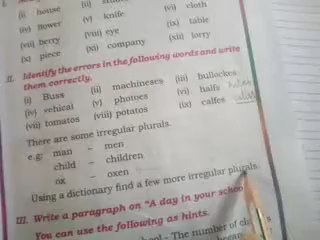 (i) house
(iv) flower (v) knife (vi) cloth
(vii) berry (viii) eye (ix) table
(x) piece (xi) company (xii) lorry
II. Identify the errors in the following words and write
them correctly.
(i) Buss (ii) machineses (iii) bullockes
(iv) vehical (v) photoes (vi) halfs
(vii) tomatos (viii) potatos (ix) calfes
There are some irregular plurals.
e.g: man – men
child – children
ox – oxen
Using a dictionary find a few more irregular plurals.
III. Write a paragraph on "A day in your school
You can use the following as hints.
The number of